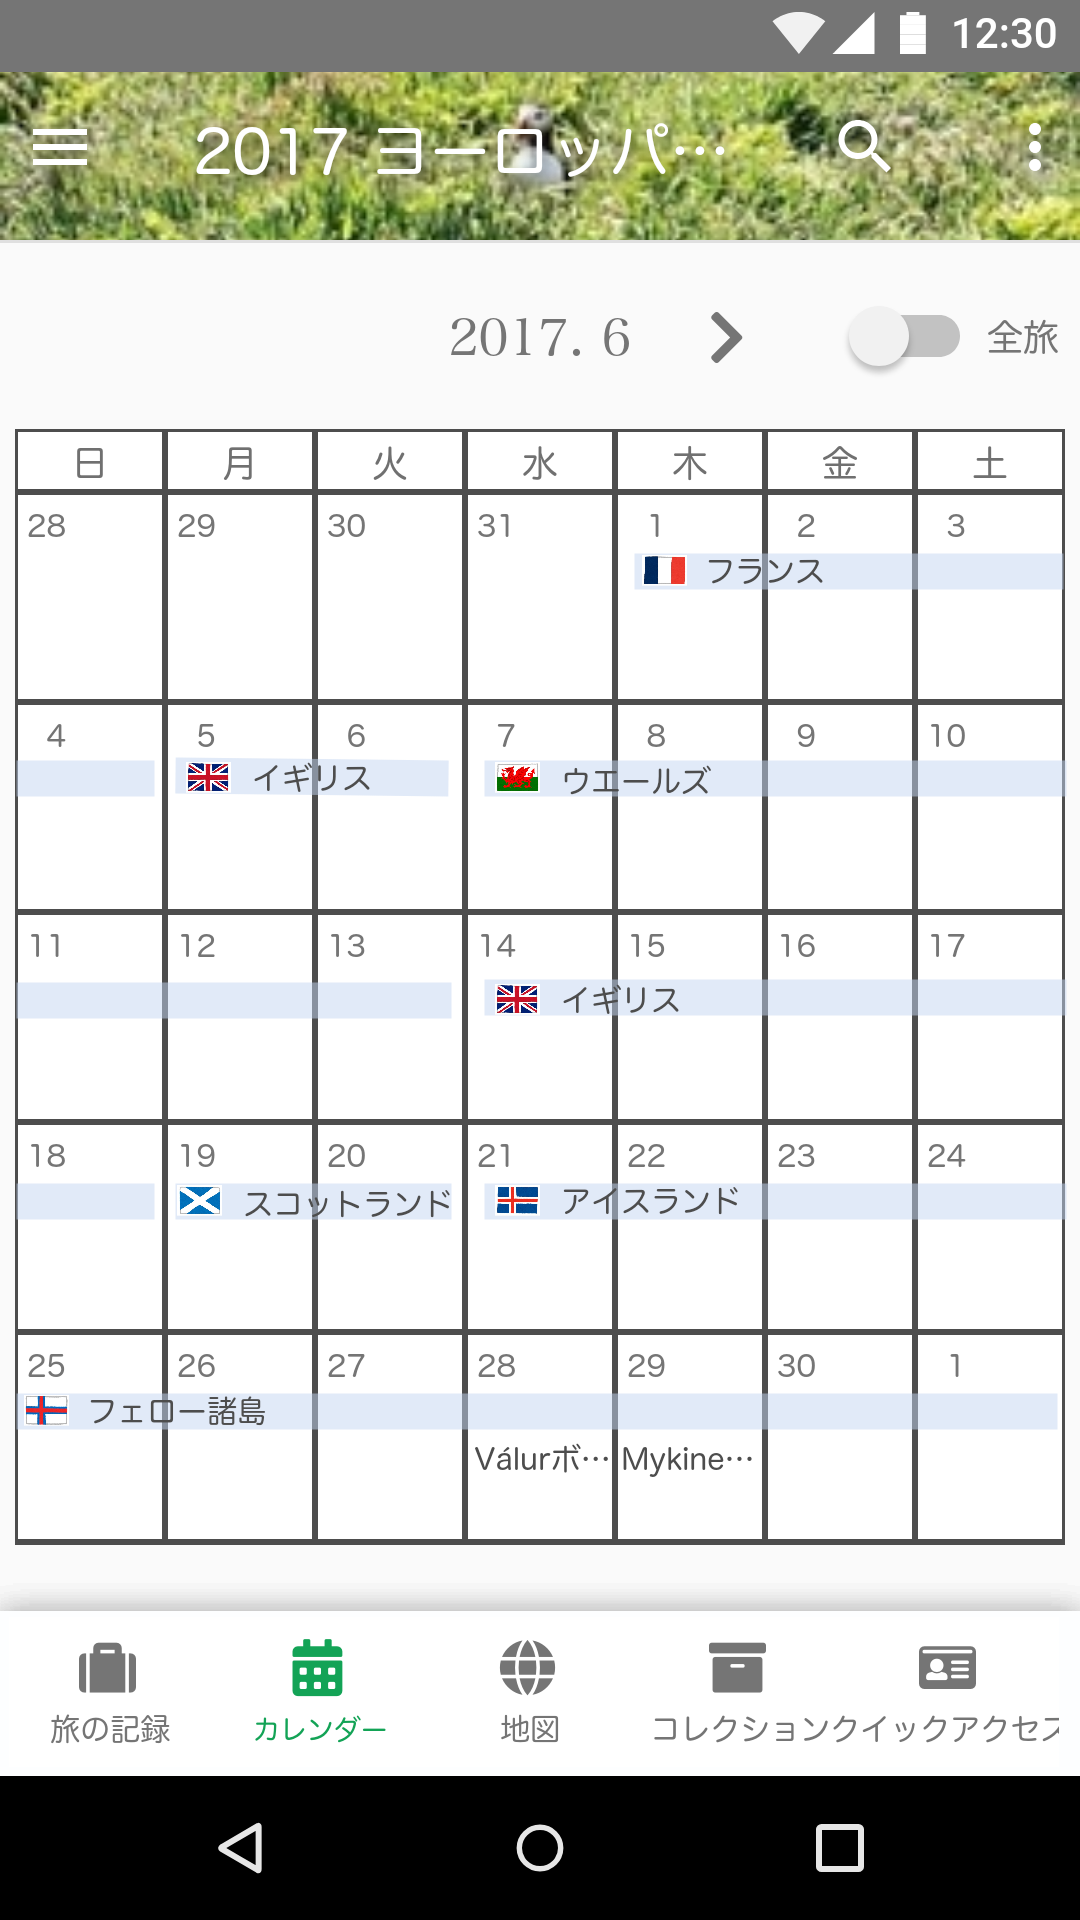 12:30
2017 ヨーロッパ…
2017. 6
全旅
日 月 火 水 木 金 土
28 29 30 31 1 2 3
フランス
4 5 6 7 8 9 10
イギリス ウエールズ
11 12 13 14 15 16 17
イギリス
18 19 20 21 22 23 24
スコットランド アイスランド
25 26 27 28 29 30 1
フェロー諸島
Válurボ… Mykine…
旅の記録 カレンダー 地図 コレクション クイックアクセス